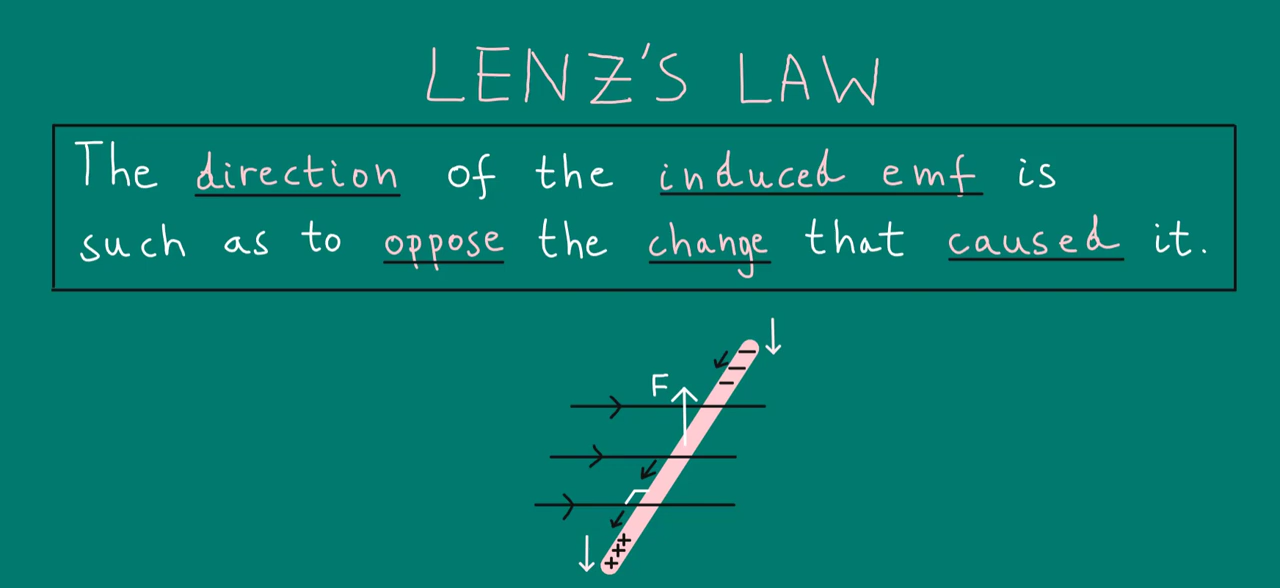 LENZ'S LAW
The direction of the induced emf is
such as to oppose the change that caused it.
F